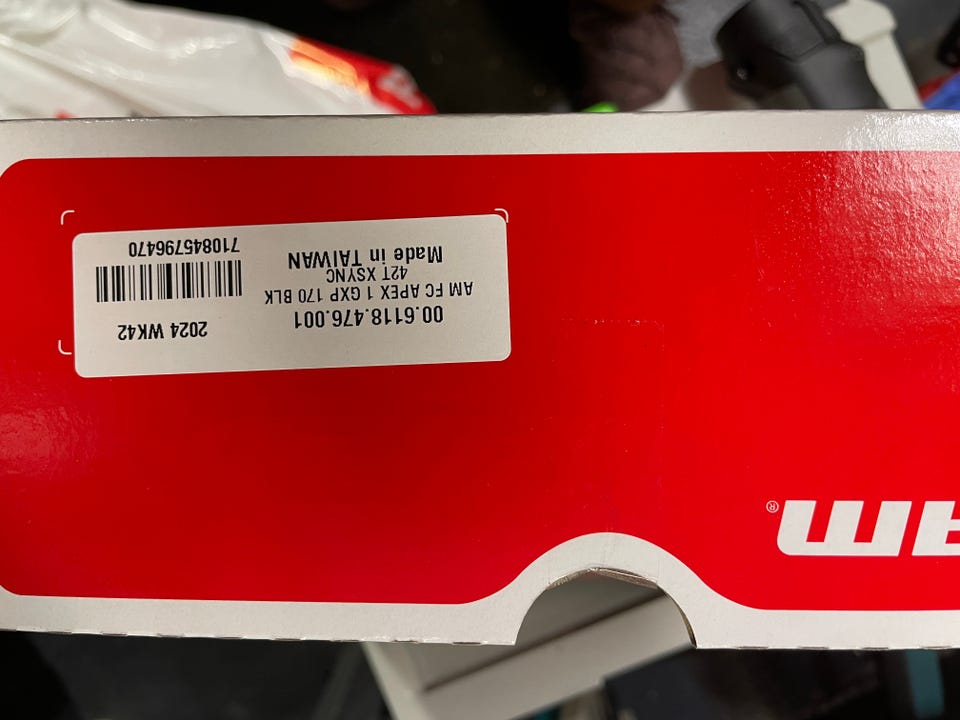 00.6118.476.001
AM FC APEX 1 GXP 170 BLK
42T XSYNC
Made in TAIWAN
2024 WK42
710845796470
am®